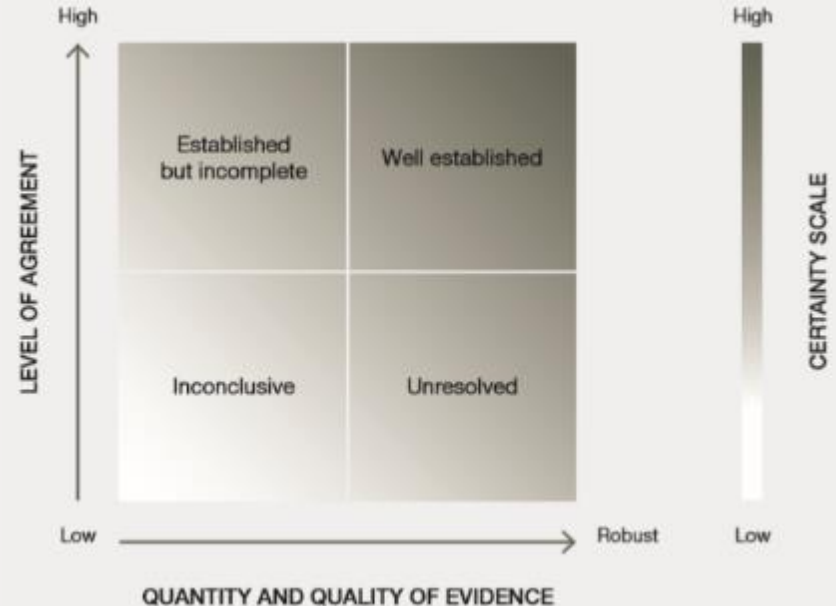 High
High
Established
but incomplete
Well established
LEVEL OF AGREEMENT
CERTAINTY SCALE
Inconclusive
Unresolved
Low
Robust
Low
QUANTITY AND QUALITY OF EVIDENCE